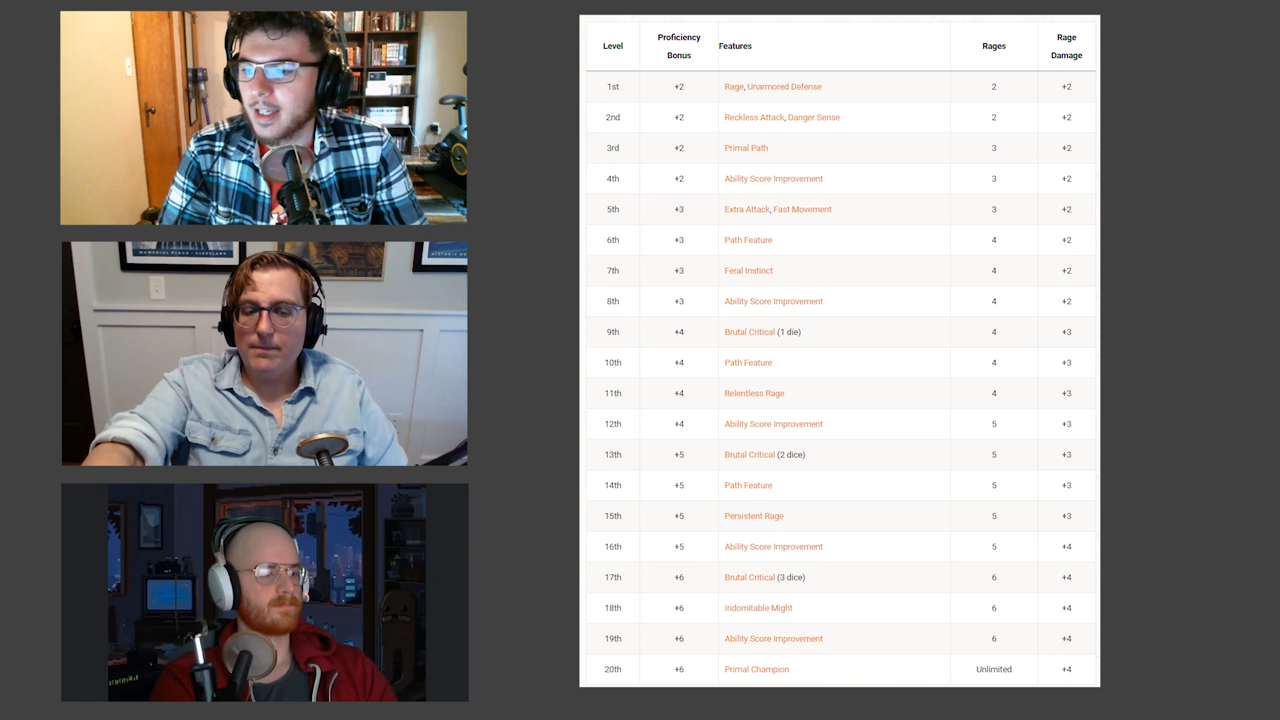 MEMORIAL PLAZA - CLEVELAND
Level Proficiency Bonus Features Rages Rage Damage
1st +2 Rage, Unarmored Defense 2 +2
2nd +2 Reckless Attack, Danger Sense 2 +2
3rd +2 Primal Path 3 +2
4th +2 Ability Score Improvement 3 +2
5th +3 Extra Attack, Fast Movement 3 +2
6th +3 Path Feature 4 +2
7th +3 Feral Instinct 4 +2
8th +3 Ability Score Improvement 4 +2
9th +4 Brutal Critical (1 die) 4 +3
10th +4 Path Feature 4 +3
11th +4 Relentless Rage 4 +3
12th +4 Ability Score Improvement 5 +3
13th +5 Brutal Critical (2 dice) 5 +3
14th +5 Path Feature 5 +3
15th +5 Persistent Rage 5 +3
16th +5 Ability Score Improvement 5 +4
17th +6 Brutal Critical (3 dice) 6 +4
18th +6 Indomitable Might 6 +4
19th +6 Ability Score Improvement 6 +4
20th +6 Primal Champion Unlimited +4